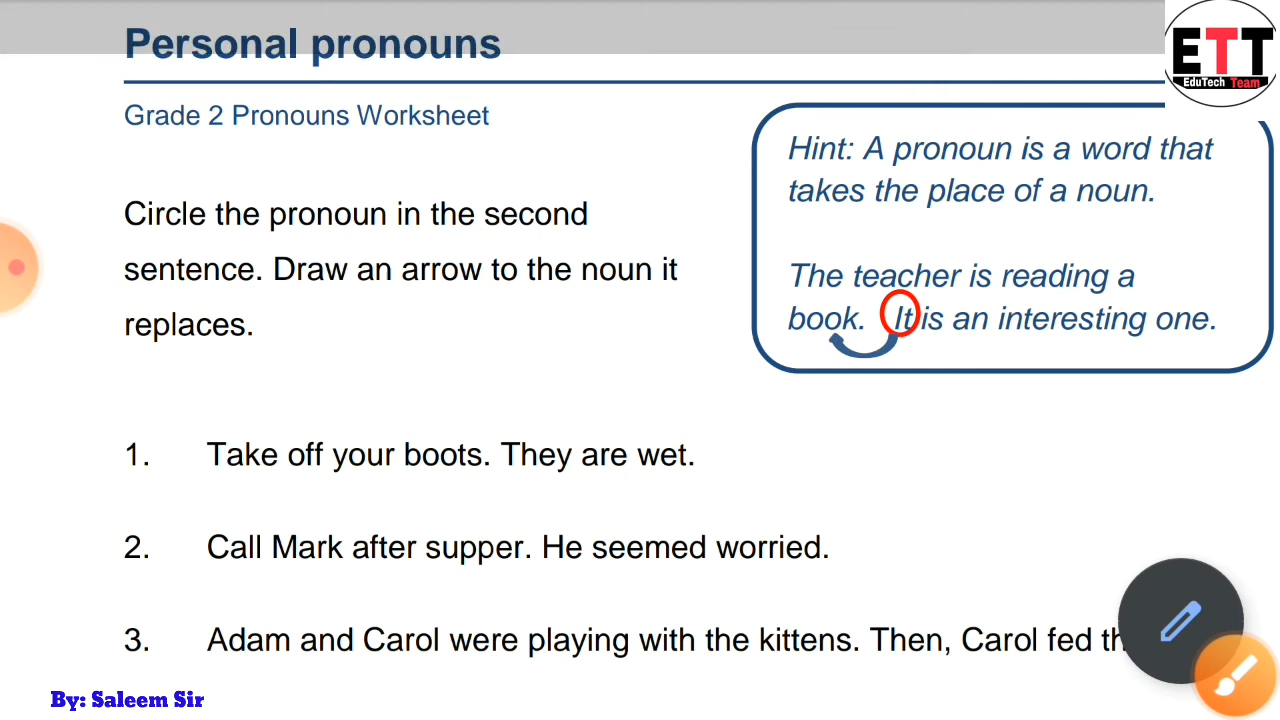 Personal pronouns
ETT
EduTech Team
Grade 2 Pronouns Worksheet
Hint: A pronoun is a word that
takes the place of a noun.
Circle the pronoun in the second
sentence. Draw an arrow to the noun it
replaces.
The teacher is reading a
book. It is an interesting one.
1. Take off your boots. They are wet.
2. Call Mark after supper. He seemed worried.
3. Adam and Carol were playing with the kittens. Then, Carol fed
By: Saleem Sir